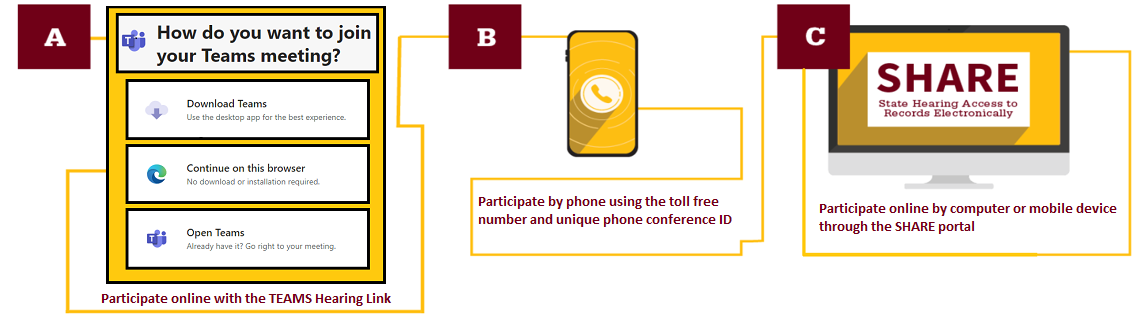 A
How do you want to join
your Teams meeting?
Download Teams
Use the desktop app for the best experience.
Continue on this browser
No download or installation required.
Open Teams
Already have it? Go right to your meeting.
Participate online with the TEAMS Hearing Link
B
Participate by phone using the toll free
number and unique phone conference ID
C
SHARE
State Hearing Access to
Records Electronically
Participate online by computer or mobile device
through the SHARE portal